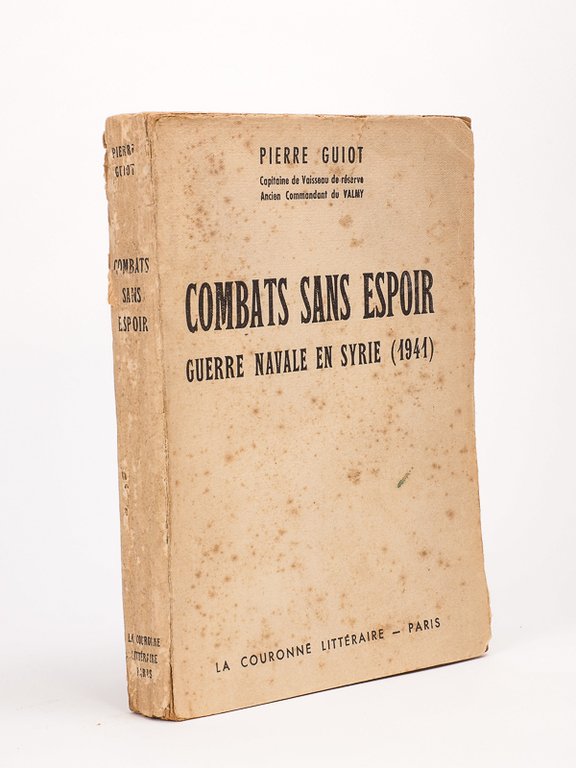 PIERRE GUIOT
Capitaine de Vaisseau de réserve
Ancien Commandant du VALMY
COMBATS SANS ESPOIR
GUERRE NAVALE EN SYRIE (1941)
LA COURONNE LITTÉRAIRE — PARIS
PIERRE
GUIOT
COMBATS
SANS
ESPOIR
LA COURONNE
LITTÉRAIRE
PARIS